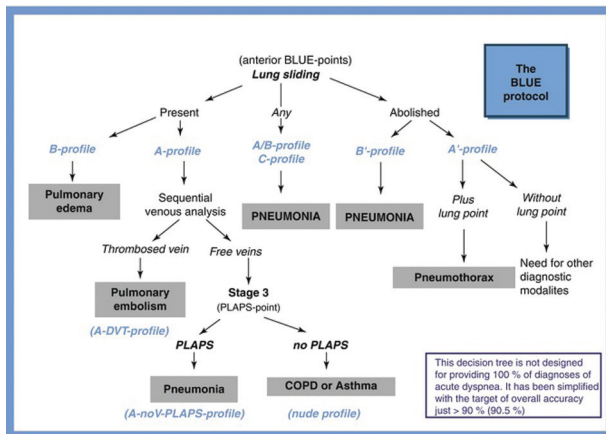 (anterior BLUE-points)
Lung sliding
The
BLUE
protocol
Present
Any
Abolished
B-profile
A-profile
A/B-profile
C-profile
B'-profile
A'-profile
Pulmonary
edema
Sequential
venous analysis
PNEUMONIA
PNEUMONIA
Plus
lung point
Without
lung point
Thrombosed vein
Free veins
Pneumothorax
Need for other
diagnostic
modalites
Pulmonary
embolism
(A-DVT-profile)
Stage 3
(PLAPS-point)
PLAPS
no PLAPS
Pneumonia
COPD or Asthma
(A-noV-PLAPS-profile)
(nude profile)
This decision tree is not designed
for providing 100 % of diagnoses of
acute dyspnea. It has been simplified
with the target of overall accuracy
just > 90 % (90.5 %)